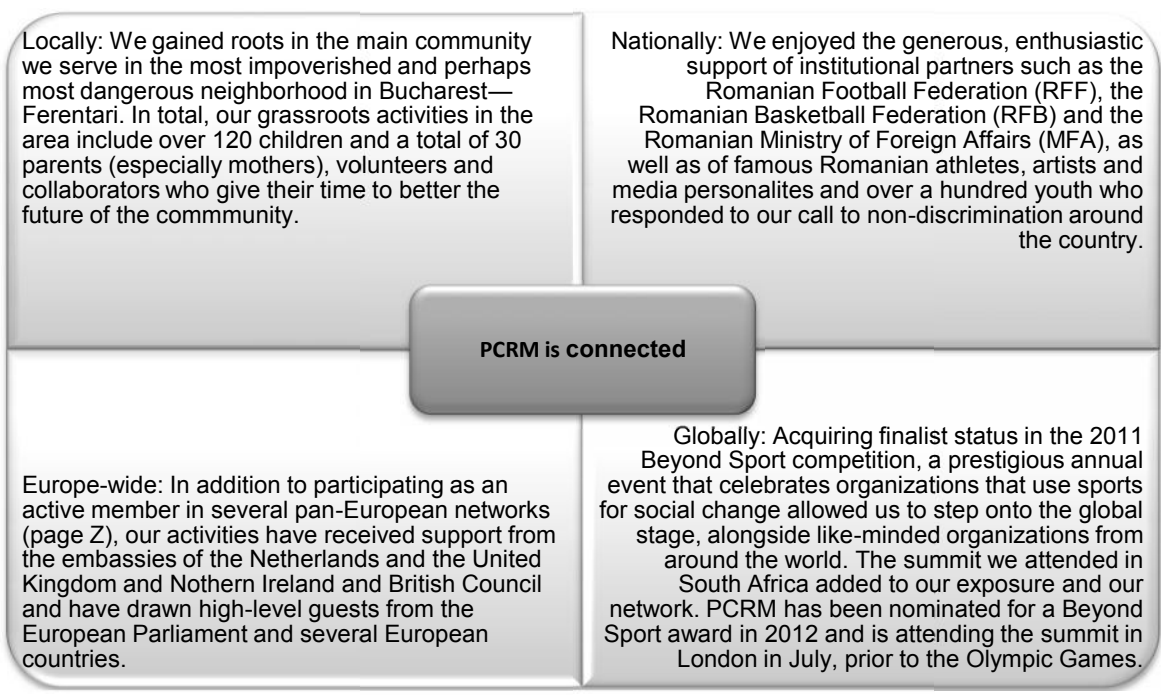 Locally: We gained roots in the main community
we serve in the most impoverished and perhaps
most dangerous neighborhood in Bucharest—
Ferentari. In total, our grassroots activities in the
area include over 120 children and a total of 30
parents (especially mothers), volunteers and
collaborators who give their time to better the
future of the commmunity.
Nationally: We enjoyed the generous, enthusiastic
support of institutional partners such as the
Romanian Football Federation (RFF), the
Romanian Basketball Federation (RFB) and the
Romanian Ministry of Foreign Affairs (MFA), as
well as of famous Romanian athletes, artists and
media personalites and over a hundred youth who
responded to our call to non-discrimination around
the country.
PCRM is connected
Europe-wide: In addition to participating as an
active member in several pan-European networks
(page Z), our activities have received support from
the embassies of the Netherlands and the United
Kingdom and Nothern Ireland and British Council
and have drawn high-level guests from the
European Parliament and several European
countries.
Globally: Acquiring finalist status in the 2011
Beyond Sport competition, a prestigious annual
event that celebrates organizations that use sports
for social change allowed us to step onto the global
stage, alongside like-minded organizations from
around the world. The summit we attended in
South Africa added to our exposure and our
network. PCRM has been nominated for a Beyond
Sport award in 2012 and is attending the summit in
London in July, prior to the Olympic Games.